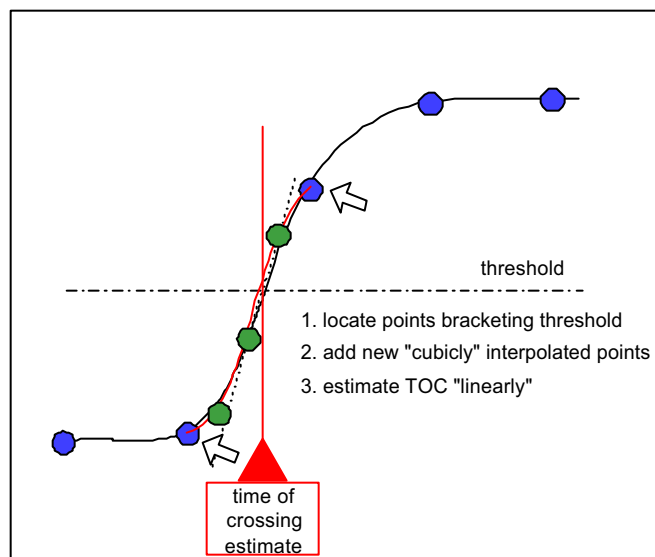 threshold
1. locate points bracketing threshold
2. add new "cubicly" interpolated points
3. estimate TOC "linearly"
time of
crossing
estimate